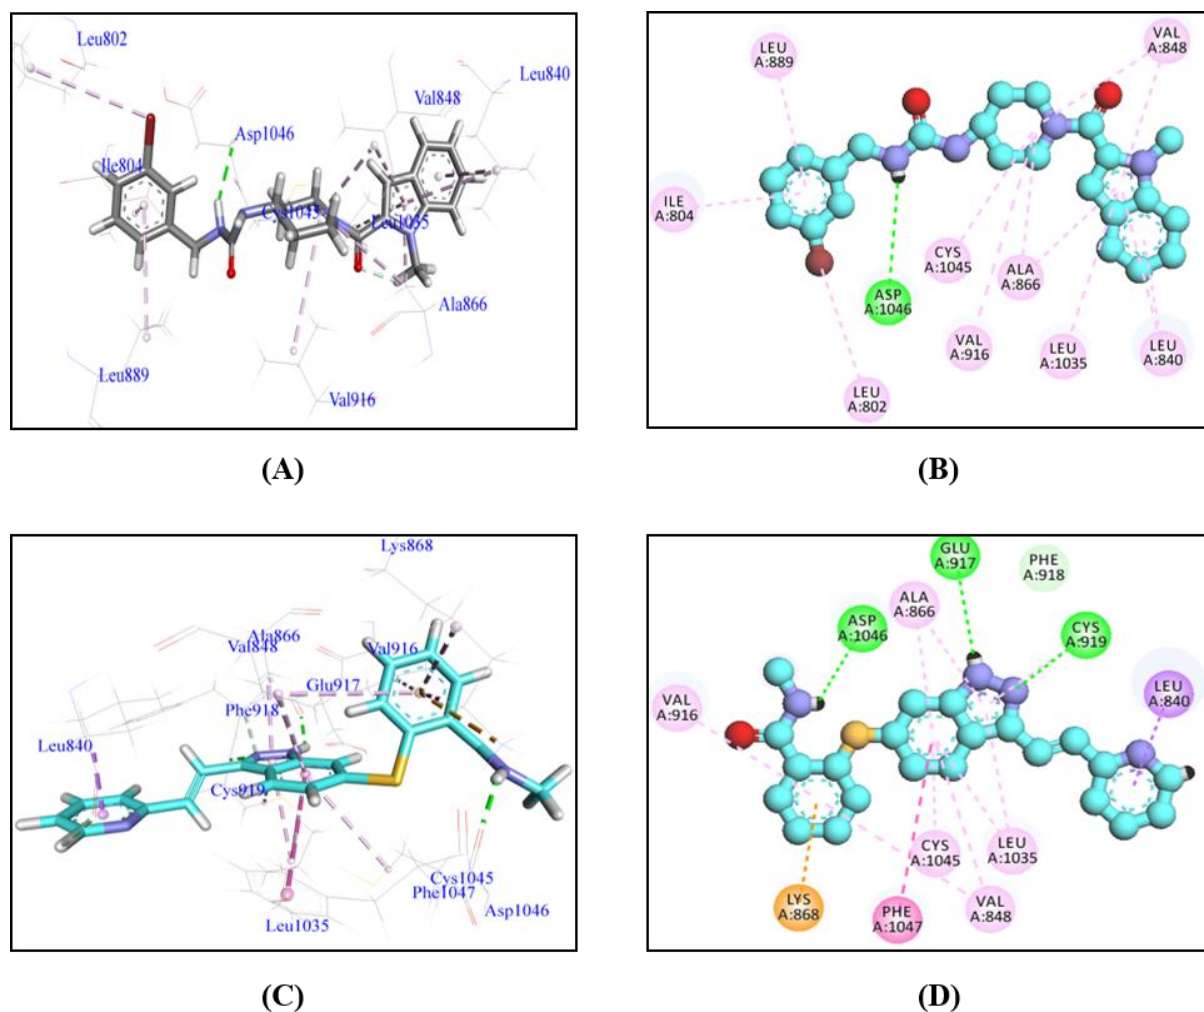 Leu802
Leu840
Val848
Asp1046
Ile804
Cys1045
Leu1035
Ala866
Leu889
Val916
(A)
LEU
A:889
VAL
A:848
ILE
A:804
CYS
A:1045
ALA
A:866
ASP
A:1046
VAL
A:916
LEU
A:1035
LEU
A:840
LEU
A:802
(B)
Lys868
Ala866
Val848
Val916
Glu917
Phe918
Leu840
Cys919
Cys1045
Phe1047
Asp1046
Leu1035
(C)
GLU
A:917
PHE
A:918
ALA
A:866
ASP
A:1046
CYS
A:919
LEU
A:840
VAL
A:916
CYS
A:1045
LEU
A:1035
LYS
A:868
PHE
A:1047
VAL
A:848
(D)